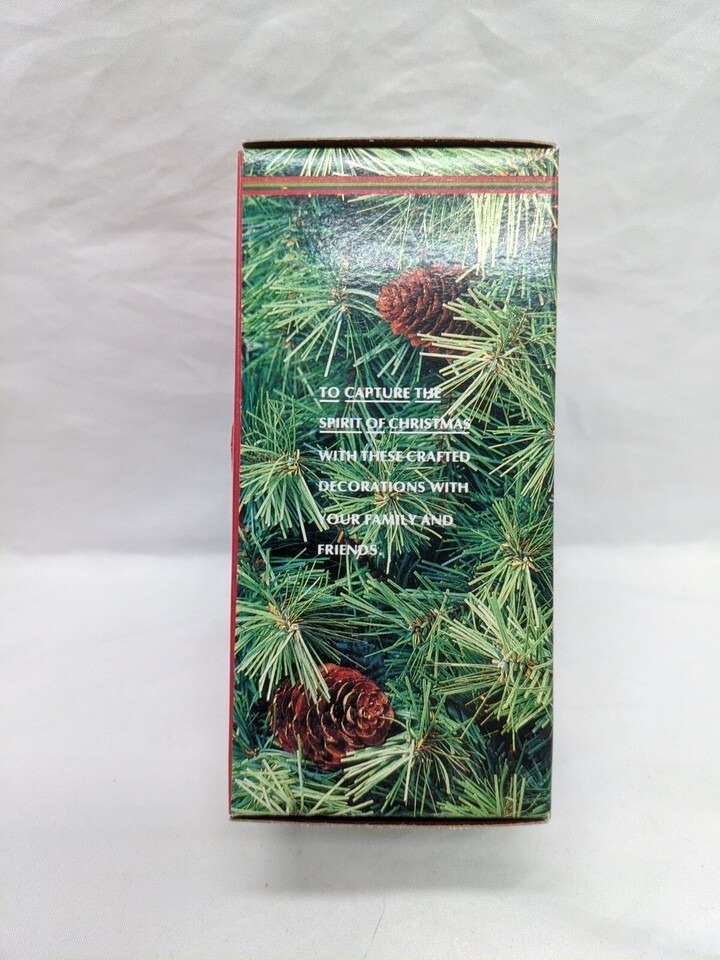 TO CAPTURE THE
SPIRIT OF CHRISTMAS
WITH THESE CRAFTED
DECORATIONS WITH
YOUR FAMILY AND
FRIENDS.